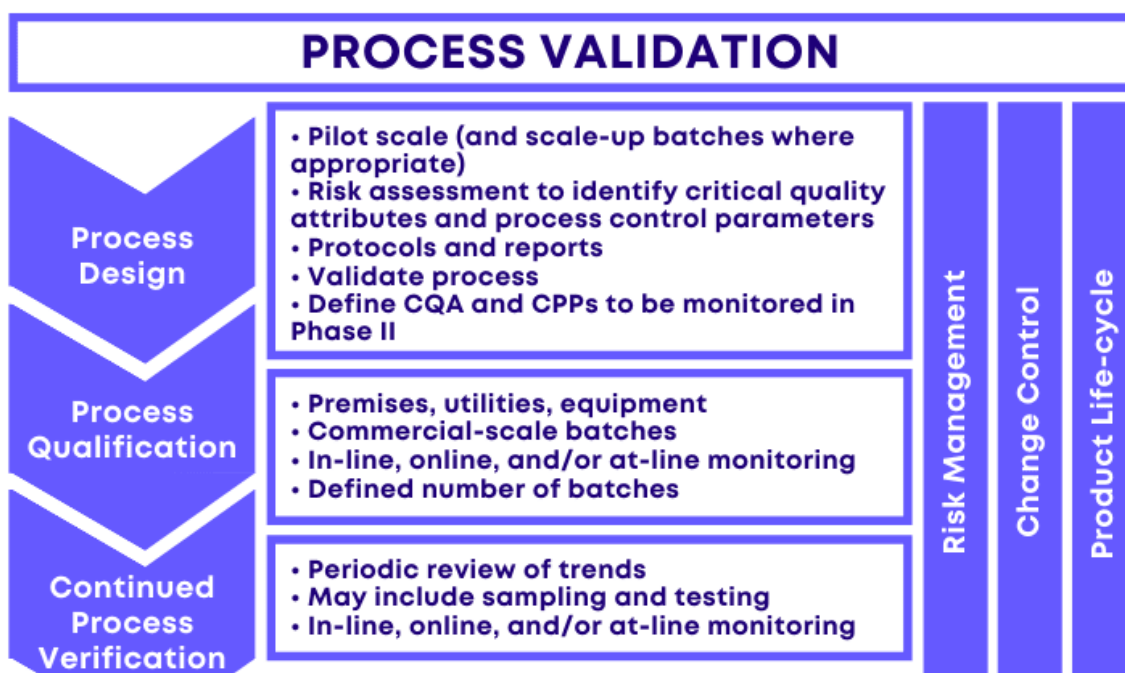 PROCESS VALIDATION
Process
Design
• Pilot scale (and scale-up batches where
appropriate)
• Risk assessment to identify critical quality
attributes and process control parameters
• Protocols and reports
• Validate process
• Define CQA and CPPs to be monitored in
Phase II
Process
Qualification
• Premises, utilities, equipment
• Commercial-scale batches
• In-line, online, and/or at-line monitoring
• Defined number of batches
Continued
Process
Verification
• Periodic review of trends
• May include sampling and testing
• In-line, online, and/or at-line monitoring
Risk Management
Change Control
Product Life-cycle